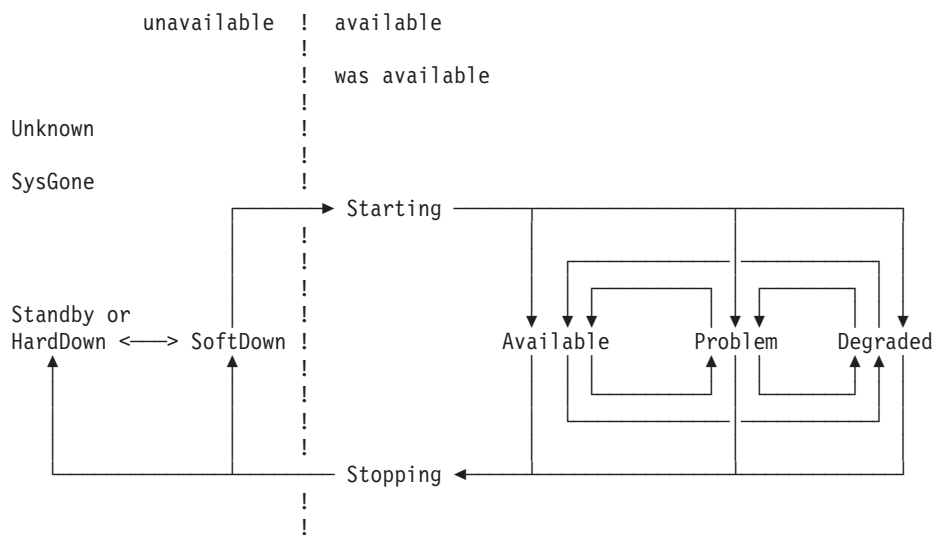 unavailable ! available
!
! was available
!
Unknown !
!
SysGone !
Starting
!
!
!
!
Standby or !
HardDown <——> SoftDown ! Available Problem Degraded
!
!
!
!
Stopping
!
!